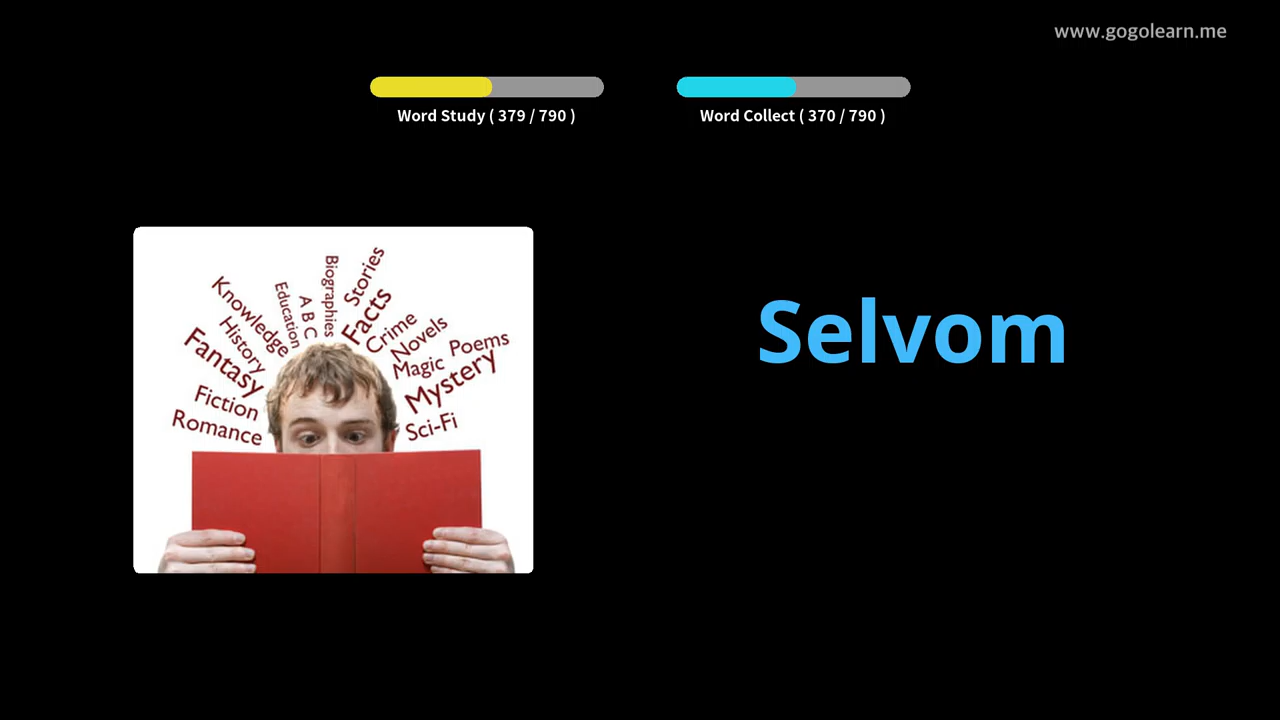 www.gogolearn.me
Word Study ( 379 / 790 )
Word Collect ( 370 / 790 )
Selvom
Romance
Fiction
Fantasy
History
Knowledge
Education
A B C
Biographies
Stories
Facts
Crime
Novels
Magic
Poems
Mystery
Sci-Fi